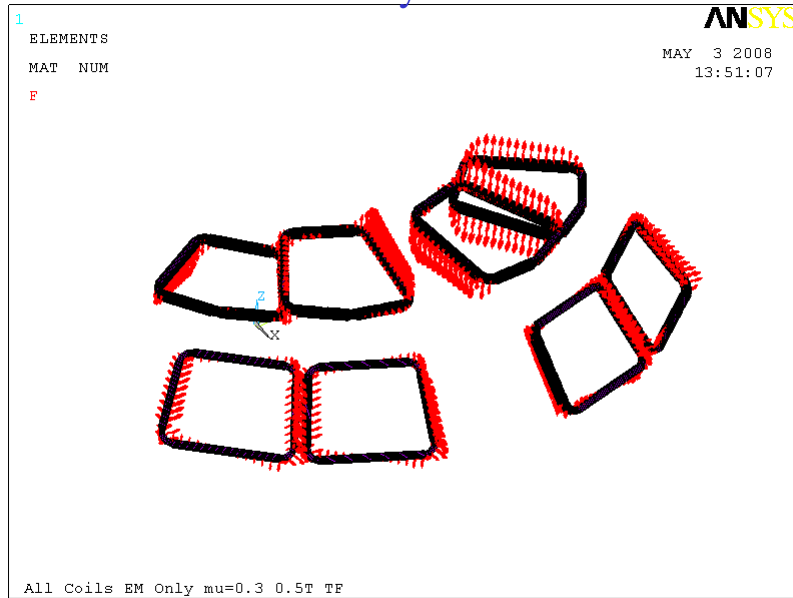 1
ANSYS
ELEMENTS
MAT NUM
F
MAY 3 2008
13:51:07
Z
X
All Coils EM Only mu=0.3 0.5T TF